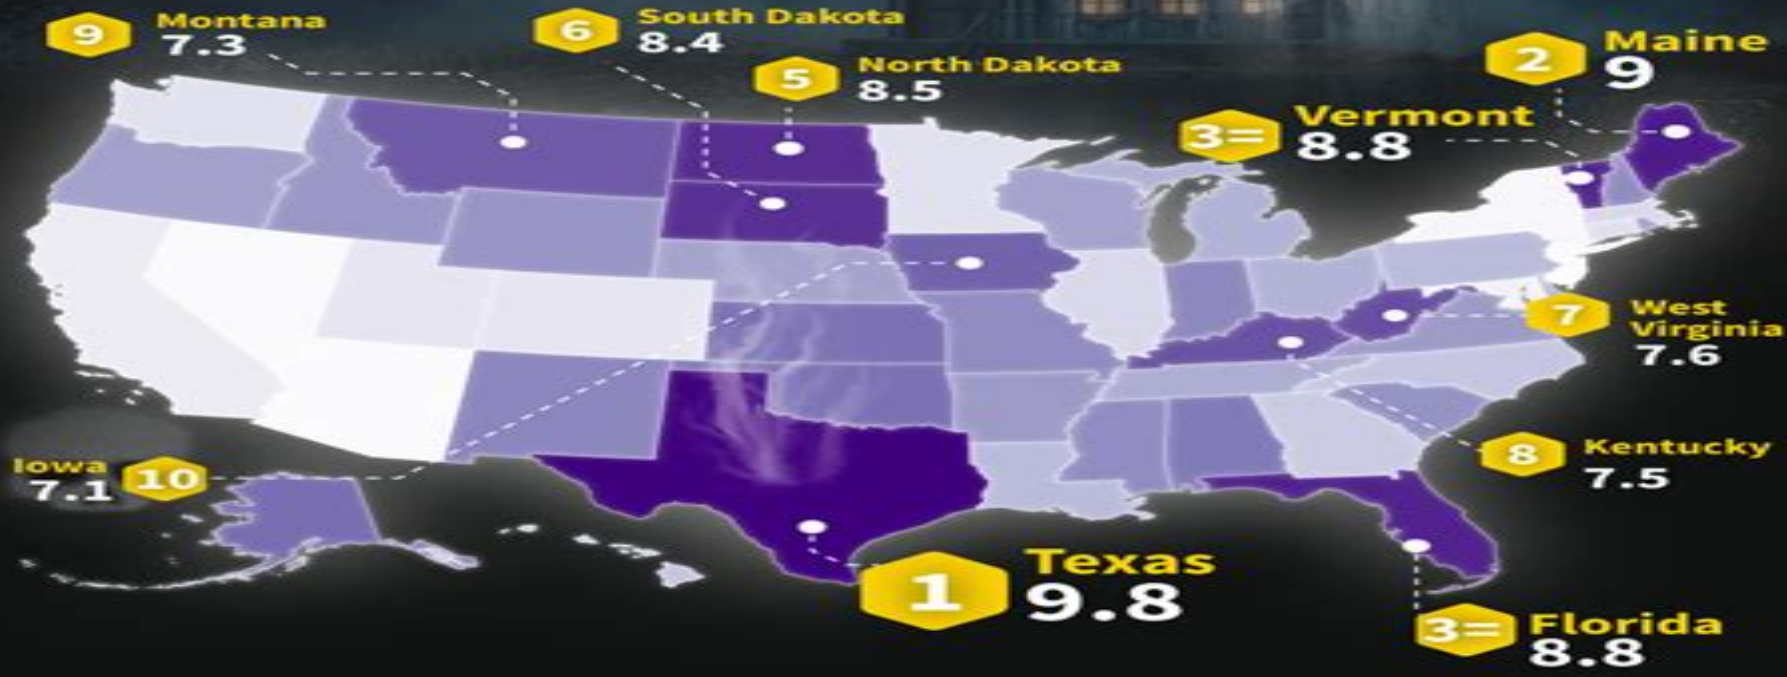 9 Montana
7.3
6 South Dakota
8.4
5 North Dakota
8.5
2 Maine
9
3= Vermont
8.8
7 West
Virginia
7.6
8 Kentucky
7.5
Iowa 10
7.1
1 Texas
9.8
3= Florida
8.8